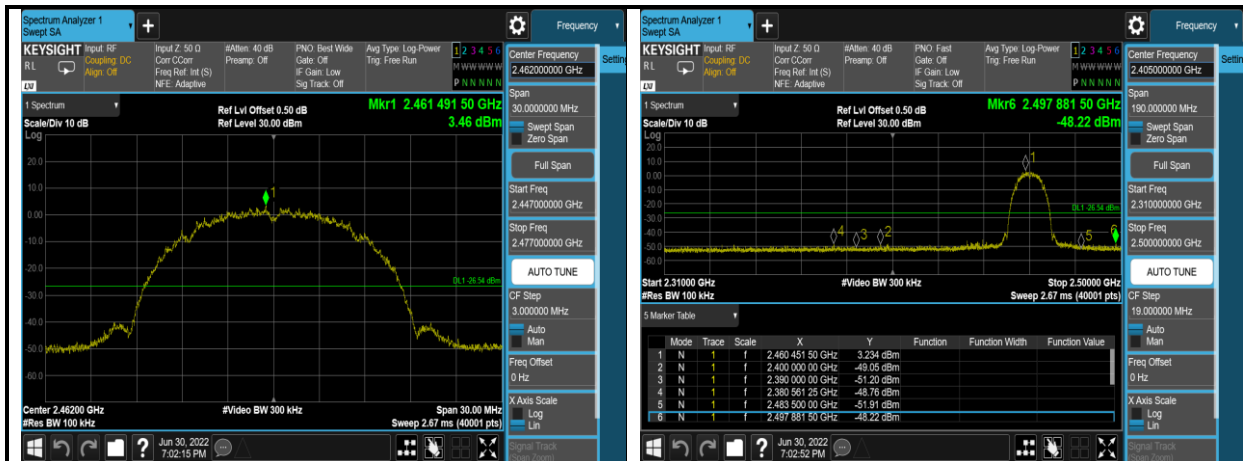 Spectrum Analyzer 1
Swept SA
+
Frequency
KEYSIGHT Input: RF Input Z: 50 Ω #Atten: 40 dB PNO: Best Wide Avg Type: Log-Power 1 2 3 4 5 6
RL Coupling: DC Corr CCorr Preamp: Off Gate: Off Trig: Free Run M W W W W W
Align: Off Freq Ref: Int (S) IF Gain: Low
LXI NFE: Adaptive Sig Track: Off P N N N N N
Center Frequency
2.462000000 GHz
Settin
Span
30.0000000 MHz
Swept Span
Zero Span
Full Span
Start Freq
2.447000000 GHz
Stop Freq
2.477000000 GHz
AUTO TUNE
CF Step
3.000000 MHz
Auto
Man
Freq Offset
0 Hz
X Axis Scale
Log
Lin
Signal Track
(Span Zoom)
1 Spectrum
Ref Lvl Offset 0.50 dB Mkr1 2.461 491 50 GHz
Scale/Div 10 dB Ref Level 30.00 dBm 3.46 dBm
Log
20.0
10.0
1
0.00
-10.0
-20.0
DL1 -26.54 dBm
-30.0
-40.0
-50.0
-60.0
Center 2.46200 GHz #Video BW 300 kHz Span 30.00 MHz
#Res BW 100 kHz Sweep 2.67 ms (40001 pts)
?
Jun 30, 2022
7:02:15 PM
Spectrum Analyzer 1
Swept SA
+
Frequency
KEYSIGHT Input: RF Input Z: 50 Ω #Atten: 40 dB PNO: Fast Avg Type: Log-Power 1 2 3 4 5 6
RL Coupling: DC Corr CCorr Preamp: Off Gate: Off Trig: Free Run M W W W W W
Align: Off Freq Ref: Int (S) IF Gain: Low
LXI NFE: Adaptive Sig Track: Off P N N N N N
Center Frequency
2.405000000 GHz
Settin
Span
190.000000 MHz
Swept Span
Zero Span
Full Span
Start Freq
2.310000000 GHz
Stop Freq
2.500000000 GHz
AUTO TUNE
CF Step
19.000000 MHz
Auto
Man
Freq Offset
0 Hz
X Axis Scale
Log
Lin
Signal Track
(Span Zoom)
1 Spectrum
Ref Lvl Offset 0.50 dB Mkr6 2.497 881 50 GHz
Scale/Div 10 dB Ref Level 30.00 dBm -48.22 dBm
Log
20.0
10.0
1
0.00
-10.0
-20.0
DL1 -26.54 dBm
-30.0
-40.0
4 3 2 5 6
-50.0
-60.0
Start 2.31000 GHz #Video BW 300 kHz Stop 2.50000 GHz
#Res BW 100 kHz Sweep 2.67 ms (40001 pts)
5 Marker Table
Mode Trace Scale X Y Function Function Width Function Value
1 N 1 f 2.460 451 50 GHz 3.234 dBm
2 N 1 f 2.400 000 00 GHz -49.05 dBm
3 N 1 f 2.390 000 00 GHz -51.20 dBm
4 N 1 f 2.380 561 25 GHz -48.76 dBm
5 N 1 f 2.483 500 00 GHz -51.91 dBm
6 N 1 f 2.497 881 50 GHz -48.22 dBm
?
Jun 30, 2022
7:02:52 PM